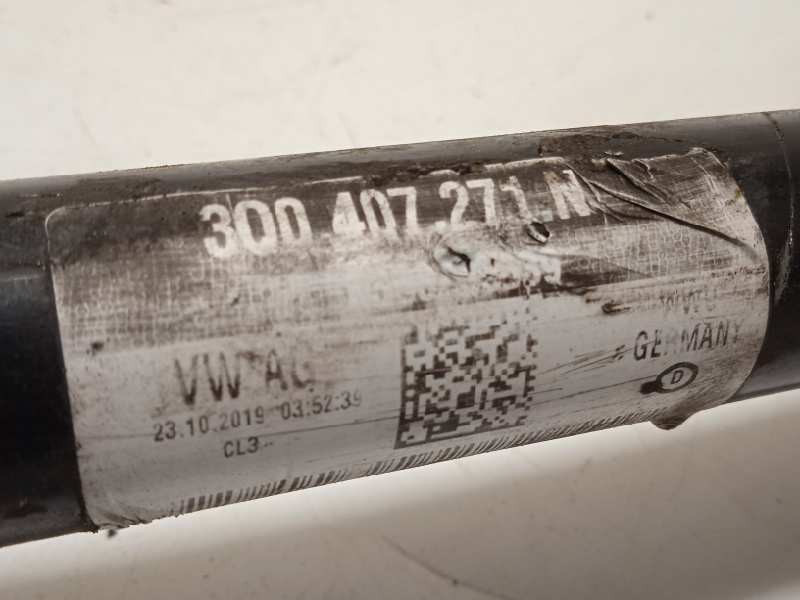 3Q0.407.271.N
VW AG
23.10.2019 03:52:39
CL3
GERMANY
D